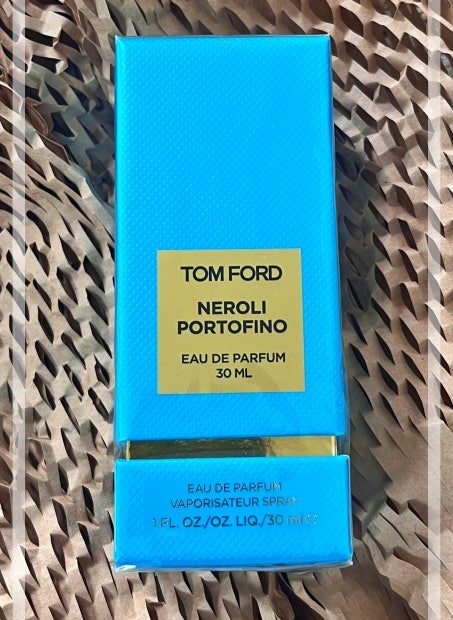 TOM FORD
NEROLI
PORTOFINO
EAU DE PARFUM
30 ML
EAU DE PARFUM
VAPORISATEUR SPRAY
1 FL. OZ./OZ. LIQ./30 ml ℮